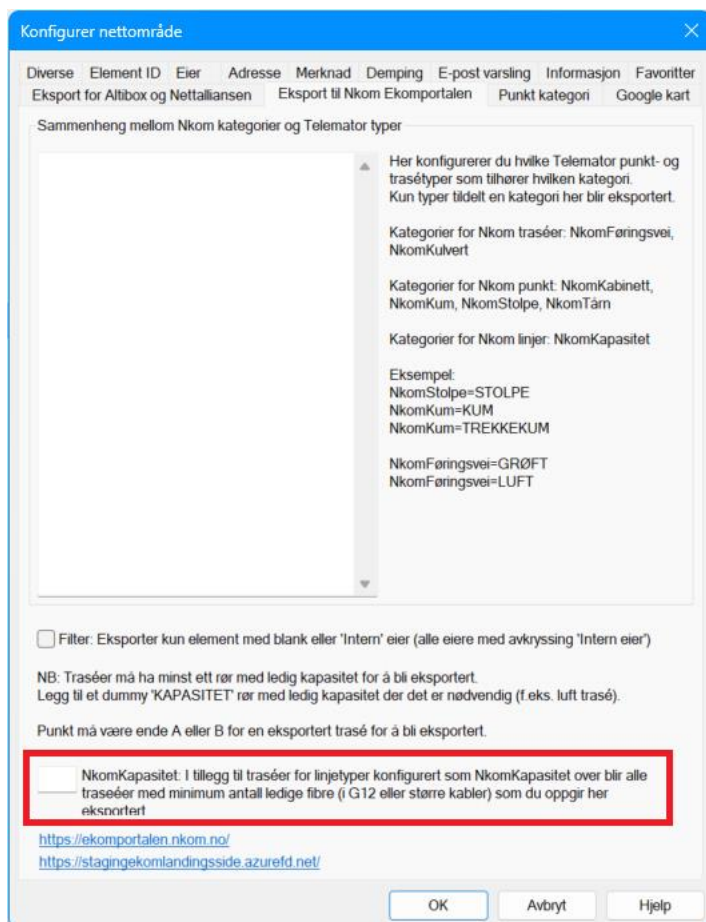 Konfigurer nettområde
Diverse Element ID Eier Adresse Merknad Demping E-post varsling Informasjon Favoritter
Eksport for Altibox og Nettalliansen Eksport til Nkom Ekomportalen Punkt kategori Google kart
Sammenheng mellom Nkom kategorier og Telemator typer
Her konfigurerer du hvilke Telemator punkt- og
trasétyper som tilhører hvilken kategori.
Kun typer tildelt en kategori her blir eksportert.
Kategorier for Nkom traséer: NkomFøringsvei,
NkomKulvert
Kategorier for Nkom punkt: NkomKabinett,
NkomKum, NkomStolpe, NkomTårn
Kategorier for Nkom linjer: NkomKapasitet
Eksempel:
NkomStolpe=STOLPE
NkomKum=KUM
NkomKum=TREKKEKUM
NkomFøringsvei=GRØFT
NkomFøringsvei=LUFT
Filter: Eksporter kun element med blank eller 'Intern' eier (alle eiere med avkryssing 'Intern eier')
NB: Traséer må ha minst ett rør med ledig kapasitet for å bli eksportert.
Legg til et dummy 'KAPASITET' rør med ledig kapasitet der det er nødvendig (f.eks. luft trasé).
Punkt må være ende A eller B for en eksportert trasé for å bli eksportert.
NkomKapasitet: I tillegg til traséer for linjetyper konfigurert som NkomKapasitet over blir alle
traseéer med minimum antall ledige fibre (i G12 eller større kabler) som du oppgir her
eksportert
https://ekomportalen.nkom.no/
https://stagingekomlandingsside.azurefd.net/
OK Avbryt Hjelp